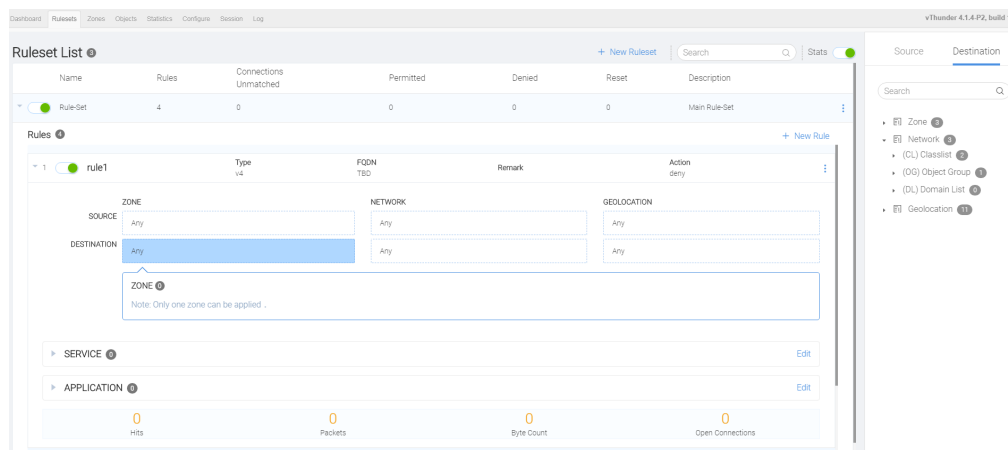 Dashboard Rulesets Zones Objects Statistics Configure Session Log vThunder 4.1.4-P2, build
Ruleset List 3 + New Ruleset Search Stats
Source Destination
Name Rules Connections Unmatched Permitted Denied Reset Description
Search
Rule-Set 4 0 0 0 0 Main Rule-Set
Zone 3
Rules 4 + New Rule
Network 3
(CL) Classlist 2
1 rule1 Type v4 FQDN TBD Remark Action deny
(OG) Object Group 1
(DL) Domain List 0
Geolocation 11
ZONE NETWORK GEOLOCATION
SOURCE Any Any Any
DESTINATION Any Any Any
ZONE 0
Note: Only one zone can be applied ..
SERVICE 0 Edit
APPLICATION 0 Edit
0 0 0 0
Hits Packets Byte Count Open Connections